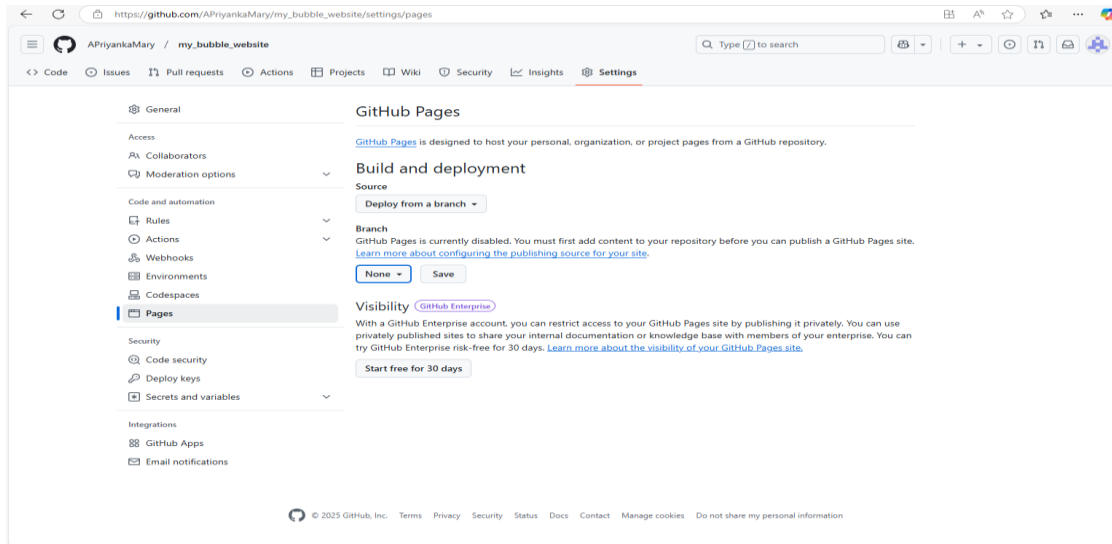 https://github.com/APriyankaMary/my_bubble_website/settings/pages
APriyankaMary / my_bubble_website
Type / to search
<> Code Issues Pull requests Actions Projects Wiki Security Insights Settings
General
Access
Collaborators
Moderation options
Code and automation
Rules
Actions
Webhooks
Environments
Codespaces
Pages
Security
Code security
Deploy keys
Secrets and variables
Integrations
GitHub Apps
Email notifications
GitHub Pages
GitHub Pages is designed to host your personal, organization, or project pages from a GitHub repository.
Build and deployment
Source
Deploy from a branch
Branch
GitHub Pages is currently disabled. You must first add content to your repository before you can publish a GitHub Pages site.
Learn more about configuring the publishing source for your site.
None Save
Visibility GitHub Enterprise
With a GitHub Enterprise account, you can restrict access to your GitHub Pages site by publishing it privately. You can use
privately published sites to share your internal documentation or knowledge base with members of your enterprise. You can
try GitHub Enterprise risk-free for 30 days. Learn more about the visibility of your GitHub Pages site.
Start free for 30 days
© 2025 GitHub, Inc. Terms Privacy Security Status Docs Contact Manage cookies Do not share my personal information